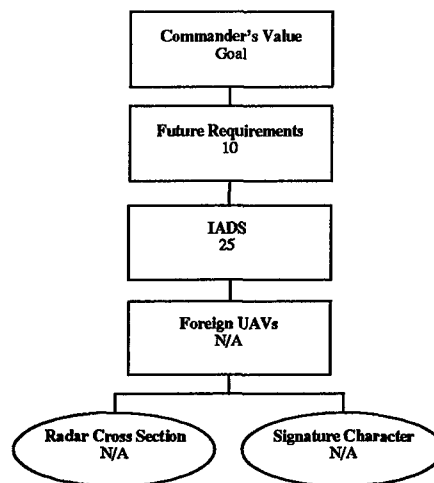 Commander's Value
Goal
Future Requirements
10
IADS
25
Foreign UAVs
N/A
Radar Cross Section
N/A
Signature Character
N/A